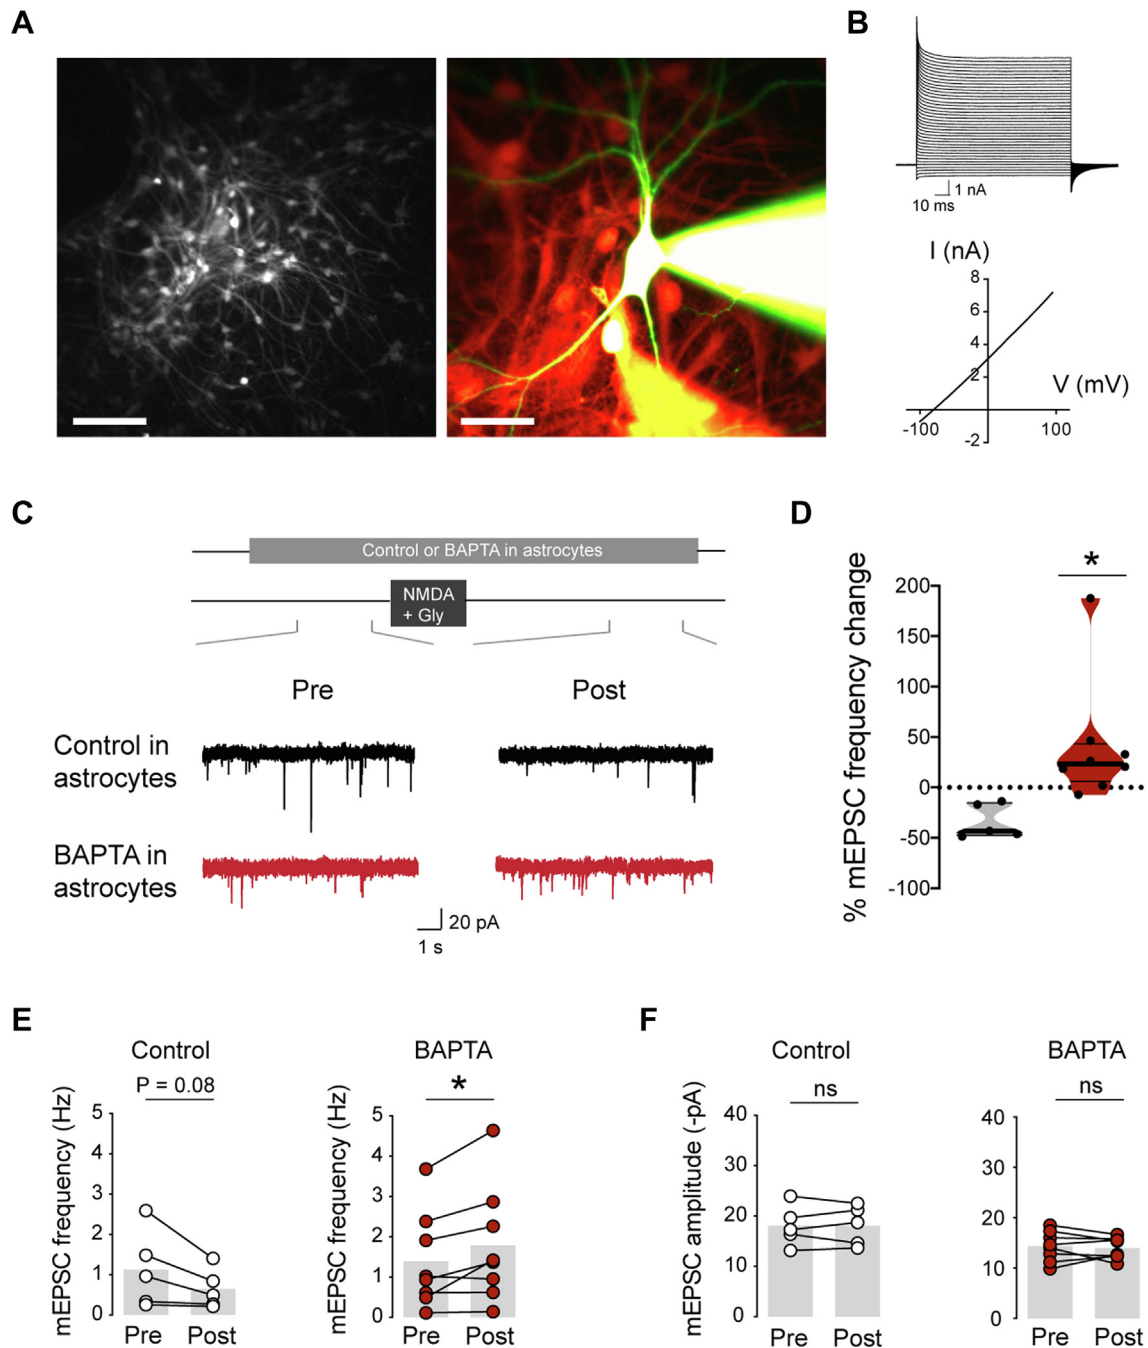 A
B
1 nA
10 ms
I (nA)
8
6
4
2
V (mV)
-100
100
-2
C
Control or BAPTA in astrocytes
NMDA
+ Gly
Pre
Post
Control in
astrocytes
BAPTA in
astrocytes
20 pA
1 s
D
*
% mEPSC frequency change
200
150
100
50
0
-50
-100
E
Control
P = 0.08
mEPSC frequency (Hz)
5
4
3
2
1
0
Pre
Post
BAPTA
*
mEPSC frequency (Hz)
5
4
3
2
1
0
Pre
Post
F
Control
ns
mEPSC amplitude (-pA)
40
30
20
10
0
Pre
Post
BAPTA
ns
40
30
20
10
0
Pre
Post